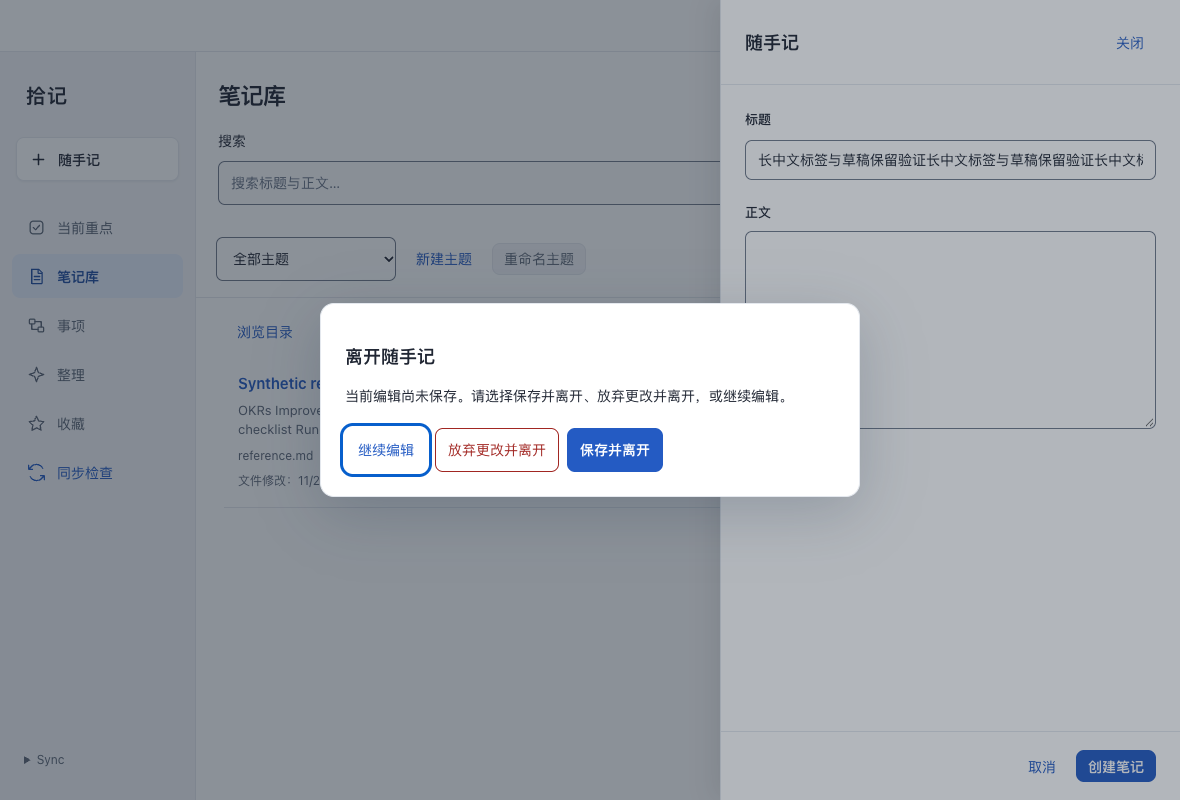 拾记
随手记
当前重点
笔记库
事项
整理
收藏
同步检查
Sync
笔记库
搜索
搜索标题与正文...
全部主题
新建主题
重命名主题
浏览目录
Synthetic re
OKRs Improve
checklist Run
reference.md
文件修改：11/2
离开随手记
当前编辑尚未保存。请选择保存并离开、放弃更改并离开，或继续编辑。
继续编辑
放弃更改并离开
保存并离开
随手记
关闭
标题
长中文标签与草稿保留验证长中文标签与草稿保留验证长中文标
正文
取消
创建笔记